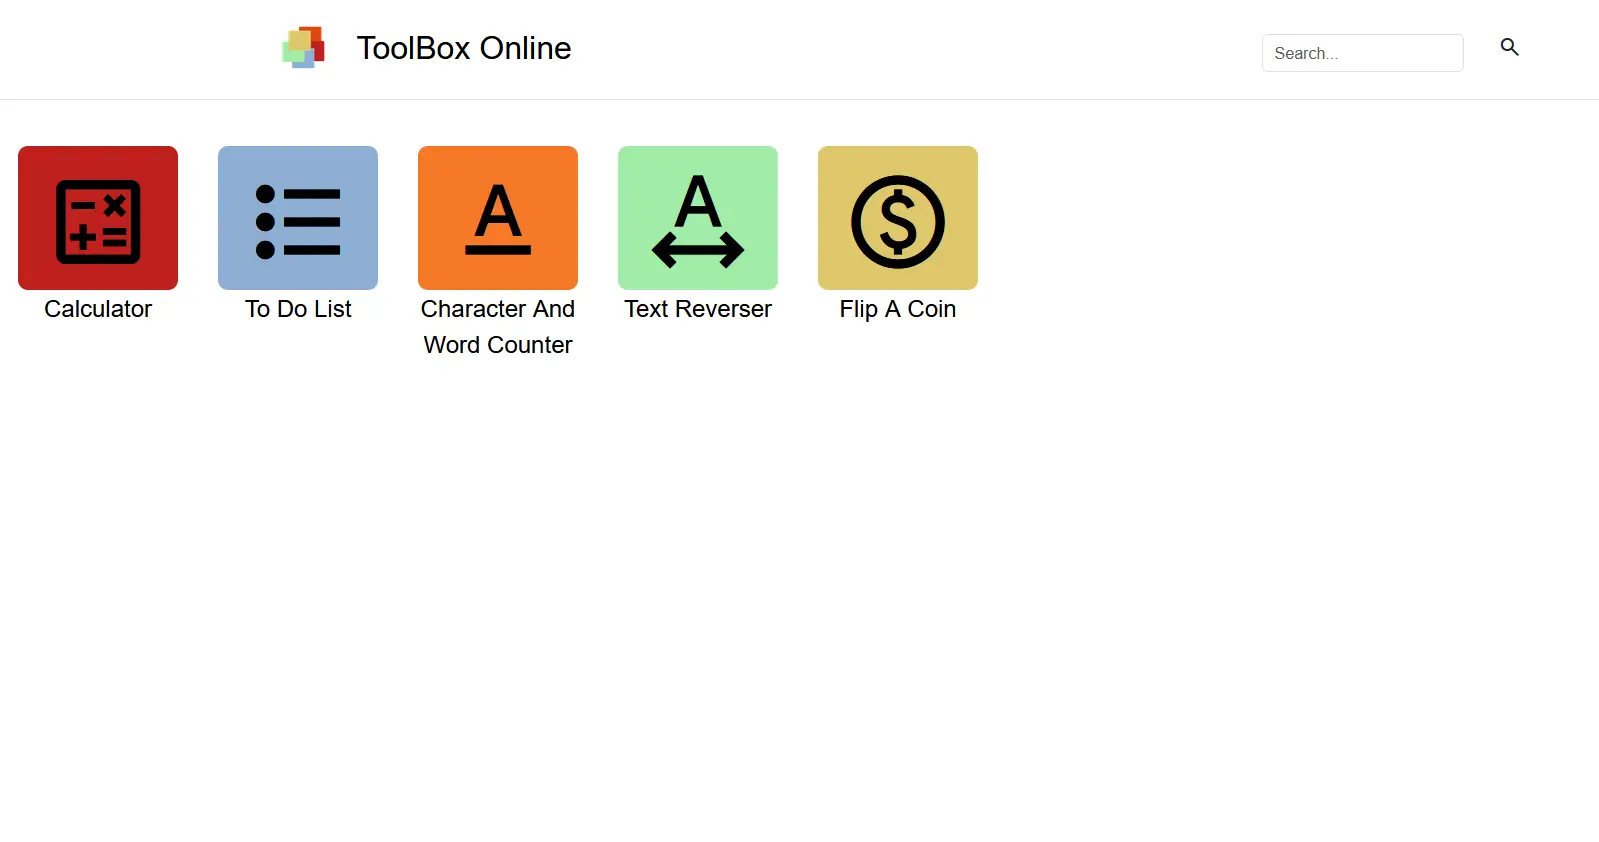 ToolBox Online
Search...
Calculator
To Do List
Character And
Word Counter
Text Reverser
Flip A Coin